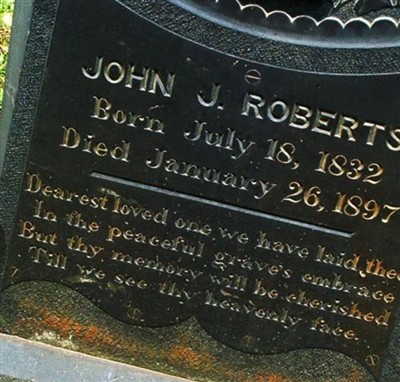 JOHN J. ROBERTS
Born July 18, 1832
Died January 26, 1897
Dearest loved one we have laid thee
In the peaceful grave's embrace
But thy memory will be cherished
Till we see thy heavenly face.